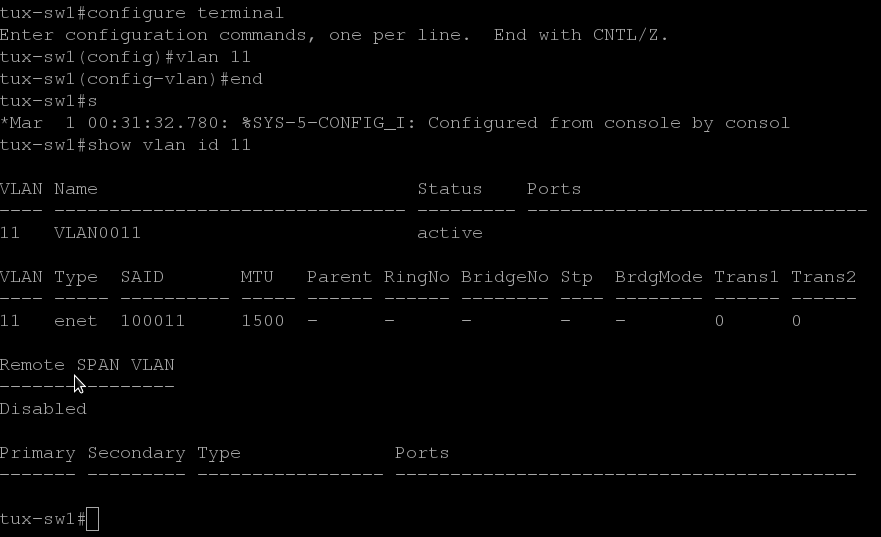 tux-sw1#configure terminal
Enter configuration commands, one per line.  End with CNTL/Z.
tux-sw1(config)#vlan 11
tux-sw1(config-vlan)#end
tux-sw1#s
*Mar  1 00:31:32.780: %SYS-5-CONFIG_I: Configured from console by consol
tux-sw1#show vlan id 11

VLAN Name                             Status    Ports
---- -------------------------------- --------- -------------------------------
11   VLAN0011                         active

VLAN Type  SAID       MTU   Parent RingNo BridgeNo Stp  BrdgMode Trans1 Trans2
---- ----- ---------- ----- ------ ------ -------- ---- -------- ------ ------
11   enet  100011     1500  -      -      -        -    -        0      0

Remote SPAN VLAN
----------------
Disabled

Primary Secondary Type              Ports
------- --------- ----------------- ------------------------------------------

tux-sw1#